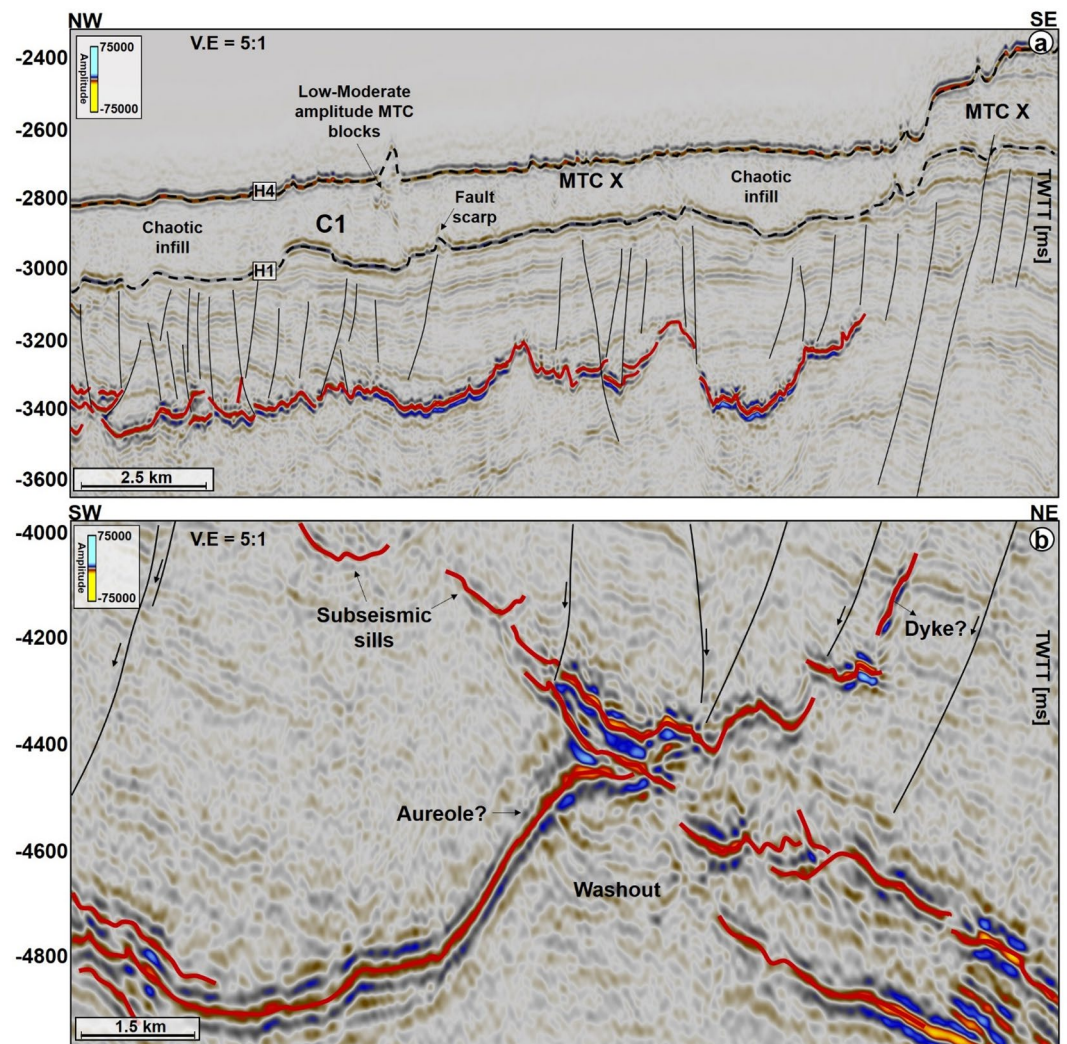 NW
SE
V.E = 5:1
a
75000
Amplitude
-75000
-2400
-2600
-2800
-3000
-3200
-3400
-3600
Low-Moderate
amplitude MTC
blocks
MTC X
H4
MTC X
Chaotic
infill
Fault
scarp
Chaotic
infill
C1
H1
TWTT [ms]
2.5 km
SW
NE
V.E = 5:1
b
75000
Amplitude
-75000
-4000
-4200
-4400
-4600
-4800
Subseismic
sills
Dyke?
TWTT [ms]
Aureole?
Washout
1.5 km